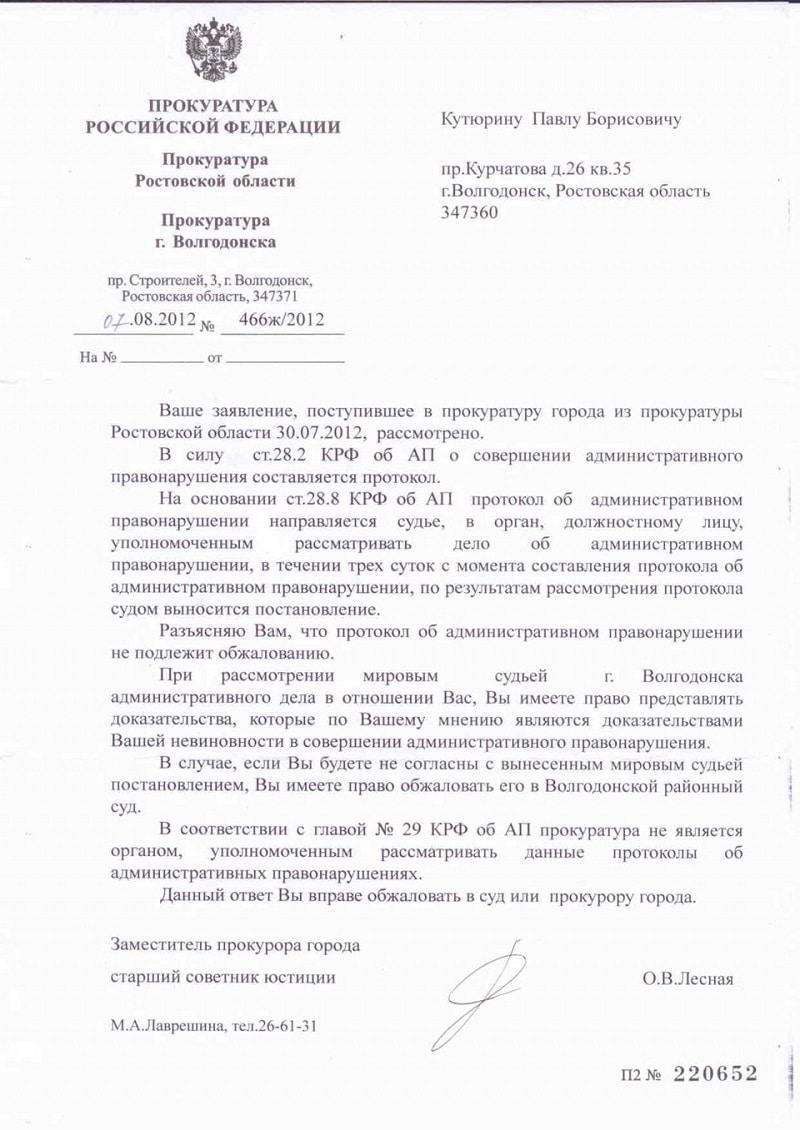 ПРОКУРАТУРА
РОССИЙСКОЙ ФЕДЕРАЦИИ
Прокуратура
Ростовской области
Прокуратура
г. Волгодонска
пр. Строителей, 3, г. Волгодонск,
Ростовская область, 347371
07.08.2012 № 466ж/2012
На № ____________ от ________________
Кутюрину Павлу Борисовичу
пр.Курчатова д.26 кв.35
г.Волгодонск, Ростовская область
347360
Ваше заявление, поступившее в прокуратуру города из прокуратуры
Ростовской области 30.07.2012, рассмотрено.
В силу ст.28.2 КРФ об АП о совершении административного
правонарушения составляется протокол.
На основании ст.28.8 КРФ об АП протокол об административном
правонарушении направляется судье, в орган, должностному лицу,
уполномоченным рассматривать дело об административном
правонарушении, в течении трех суток с момента составления протокола об
административном правонарушении, по результатам рассмотрения протокола
судом выносится постановление.
Разъясняю Вам, что протокол об административном правонарушении
не подлежит обжалованию.
При рассмотрении мировым судьей г. Волгодонска
административного дела в отношении Вас, Вы имеете право представлять
доказательства, которые по Вашему мнению являются доказательствами
Вашей невиновности в совершении административного правонарушения.
В случае, если Вы будете не согласны с вынесенным мировым судьей
постановлением, Вы имеете право обжаловать его в Волгодонской районный
суд.
В соответствии с главой № 29 КРФ об АП прокуратура не является
органом, уполномоченным рассматривать данные протоколы об
административных правонарушениях.
Данный ответ Вы вправе обжаловать в суд или прокурору города.
Заместитель прокурора города
старший советник юстиции О.В.Лесная
М.А.Лаврешина, тел.26-61-31
П2 № 220652